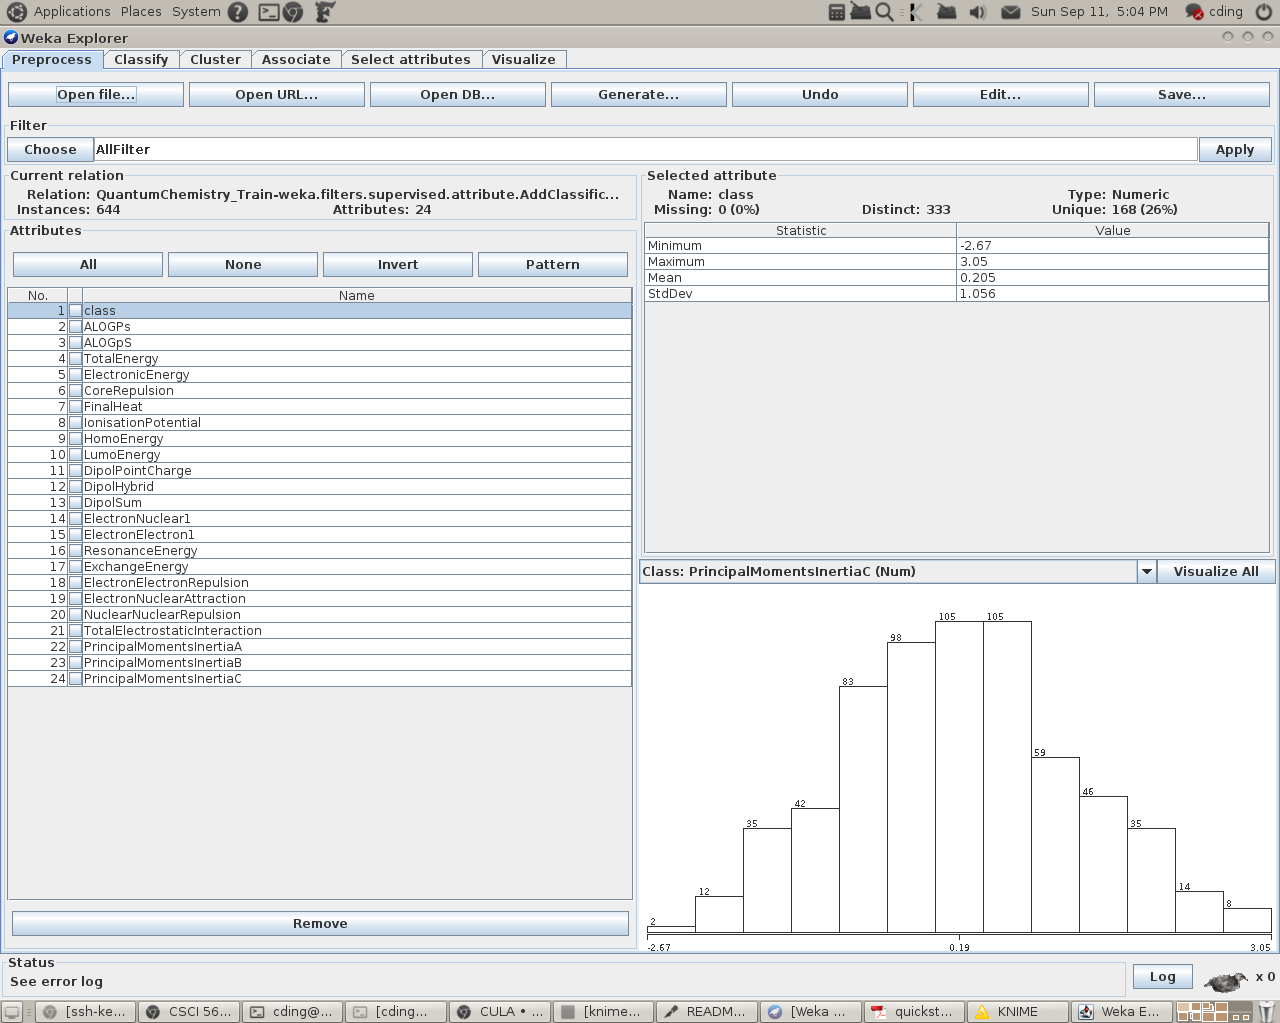 Applications Places System ? Sun Sep 11, 5:04 PM cding
Weka Explorer
Preprocess Classify Cluster Associate Select attributes Visualize
Open file... Open URL... Open DB... Generate... Undo Edit... Save...
Filter
Choose AllFilter Apply
Current relation
Relation: QuantumChemistry_Train-weka.filters.supervised.attribute.AddClassific...
Instances: 644 Attributes: 24
Selected attribute
Name: class Type: Numeric
Missing: 0 (0%) Distinct: 333 Unique: 168 (26%)
Statistic Value
Minimum -2.67
Maximum 3.05
Mean 0.205
StdDev 1.056
Attributes
All None Invert Pattern
No. Name
1 class
2 ALOGPs
3 ALOGpS
4 TotalEnergy
5 ElectronicEnergy
6 CoreRepulsion
7 FinalHeat
8 IonisationPotential
9 HomoEnergy
10 LumoEnergy
11 DipolPointCharge
12 DipolHybrid
13 DipolSum
14 ElectronNuclear1
15 ElectronElectron1
16 ResonanceEnergy
17 ExchangeEnergy
18 ElectronElectronRepulsion
19 ElectronNuclearAttraction
20 NuclearNuclearRepulsion
21 TotalElectrostaticInteraction
22 PrincipalMomentsInertiaA
23 PrincipalMomentsInertiaB
24 PrincipalMomentsInertiaC
Remove
Class: PrincipalMomentsInertiaC (Num) Visualize All
2 12 35 42 83 98 105 105 59 46 35 14 8
-2.67 0.19 3.05
Status
See error log
Log x 0
[ssh-ke... CSCI 56... cding@... [cding... CULA • ... [knime... READM... [Weka ... quickst... KNIME Weka E...